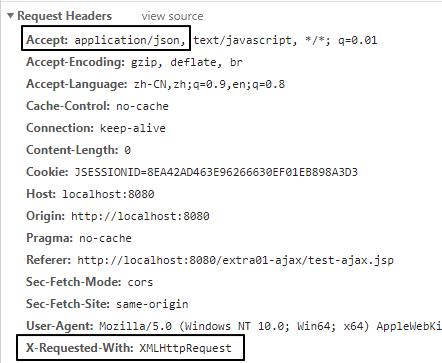 Request Headers view source
Accept: application/json, text/javascript, */*; q=0.01
Accept-Encoding: gzip, deflate, br
Accept-Language: zh-CN,zh;q=0.9,en;q=0.8
Cache-Control: no-cache
Connection: keep-alive
Content-Length: 0
Cookie: JSESSIONID=8EA42AD463E96266630EF01EB898A3D3
Host: localhost:8080
Origin: http://localhost:8080
Pragma: no-cache
Referer: http://localhost:8080/extra01-ajax/test-ajax.jsp
Sec-Fetch-Mode: cors
Sec-Fetch-Site: same-origin
User-Agent: Mozilla/5.0 (Windows NT 10.0; Win64; x64) AppleWebKi
X-Requested-With: XMLHttpRequest